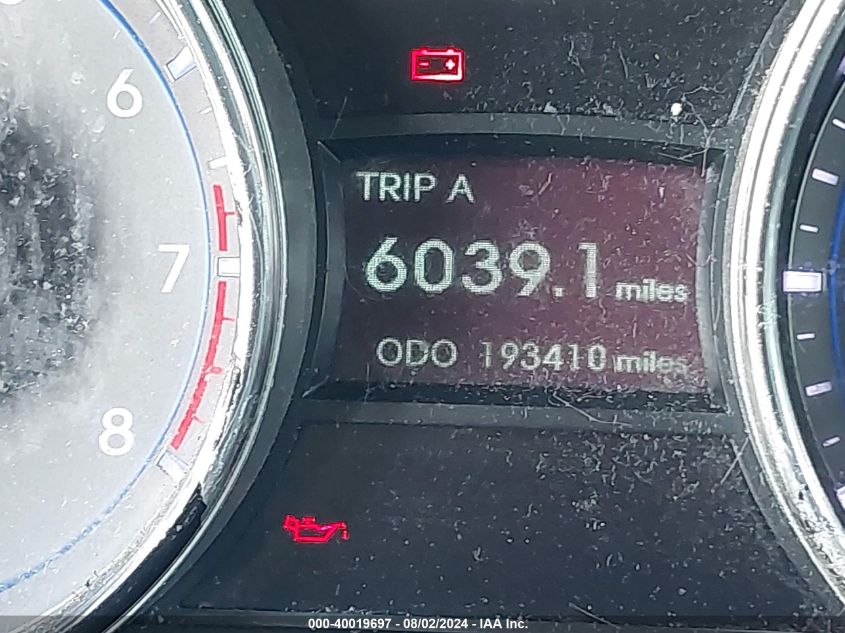 6
- +
TRIP A
7
6039.1 miles
ODO 193410 miles
8
000-40019697 - 08/02/2024 - IAA Inc.